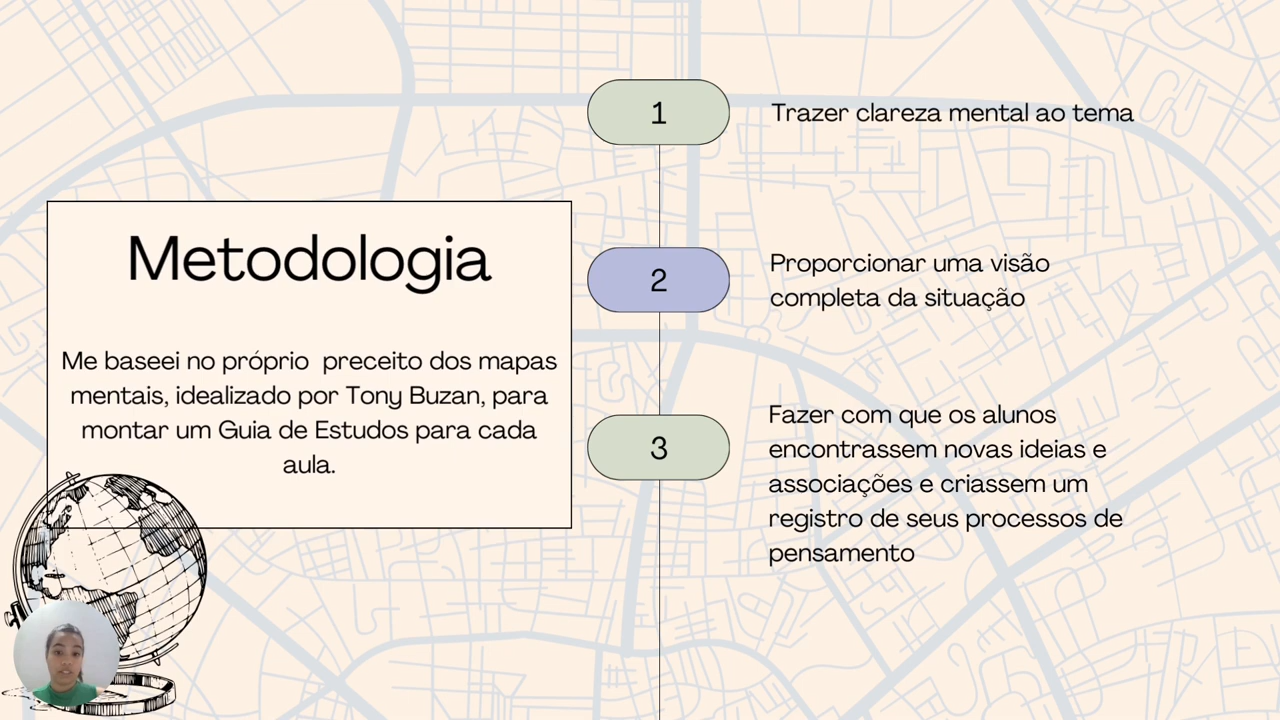 Metodologia
Me baseei no próprio preceito dos mapas
mentais, idealizado por Tony Buzan, para
montar um Guia de Estudos para cada
aula.
1
Trazer clareza mental ao tema
2
Proporcionar uma visão
completa da situação
3
Fazer com que os alunos
encontrassem novas ideias e
associações e criassem um
registro de seus processos de
pensamento